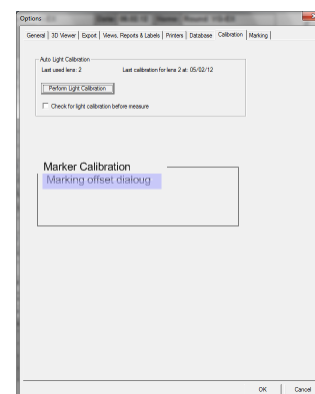 Options
General 3D Viewer Export Views, Reports & Labels Printers Database Calibration Marking
Auto Light Calibration
Last used lens: 2 Last calibration for lens 2 at: 05/02/12
Perform Light Calibration
Check for light calibration before measure
Marker Calibration
Marking offset dialoug
OK Cancel